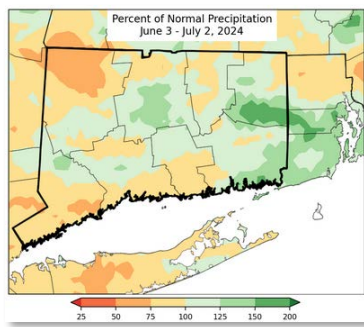 Percent of Normal Precipitation
June 3 - July 2, 2024
25 50 75 100 125 150 200